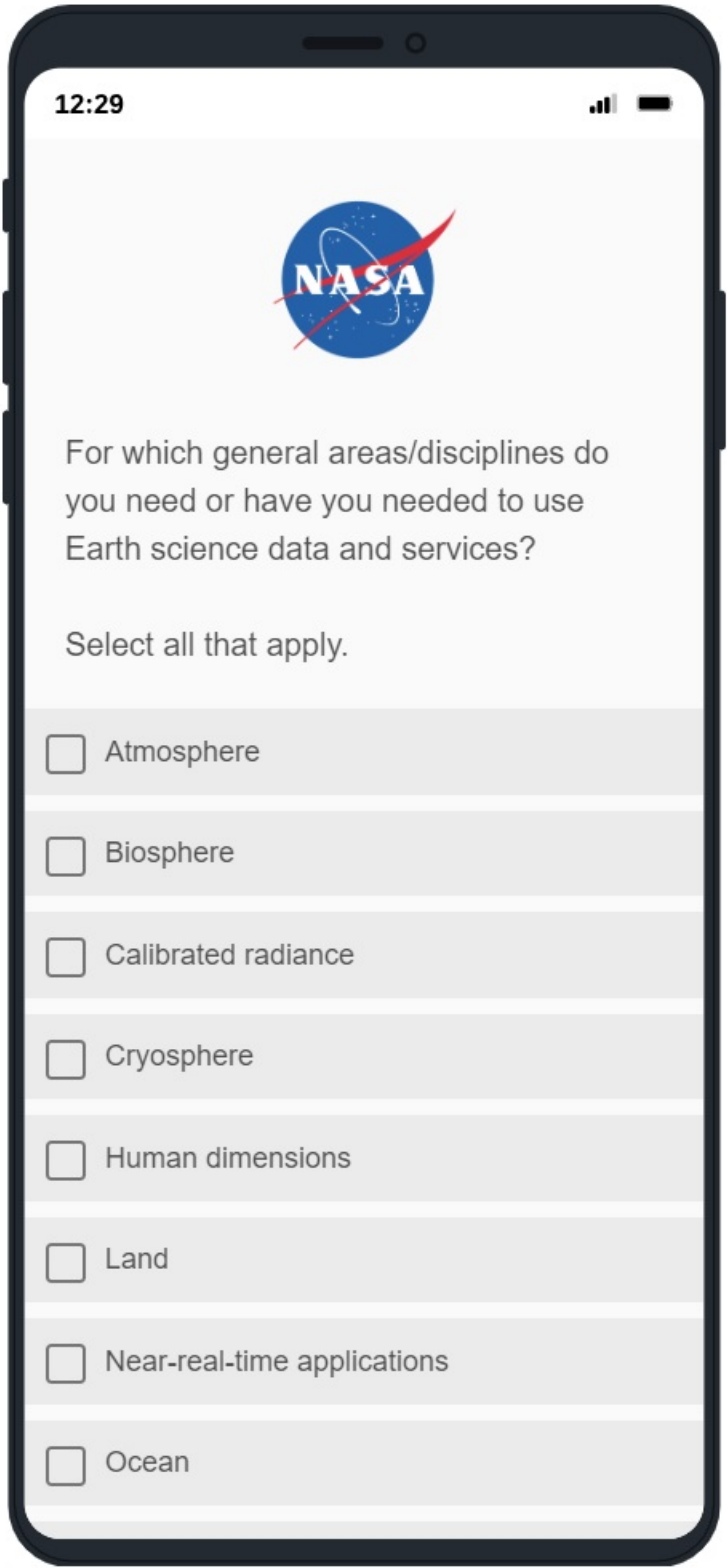 12:29
NASA
For which general areas/disciplines do
you need or have you needed to use
Earth science data and services?
Select all that apply.
Atmosphere
Biosphere
Calibrated radiance
Cryosphere
Human dimensions
Land
Near-real-time applications
Ocean